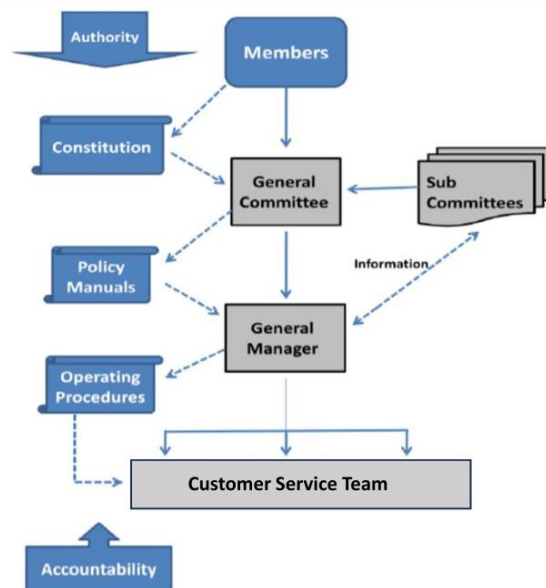 Authority
Members
Constitution
General
Committee
Sub
Committees
Policy
Manuals
Information
General
Manager
Operating
Procedures
Customer Service Team
Accountability